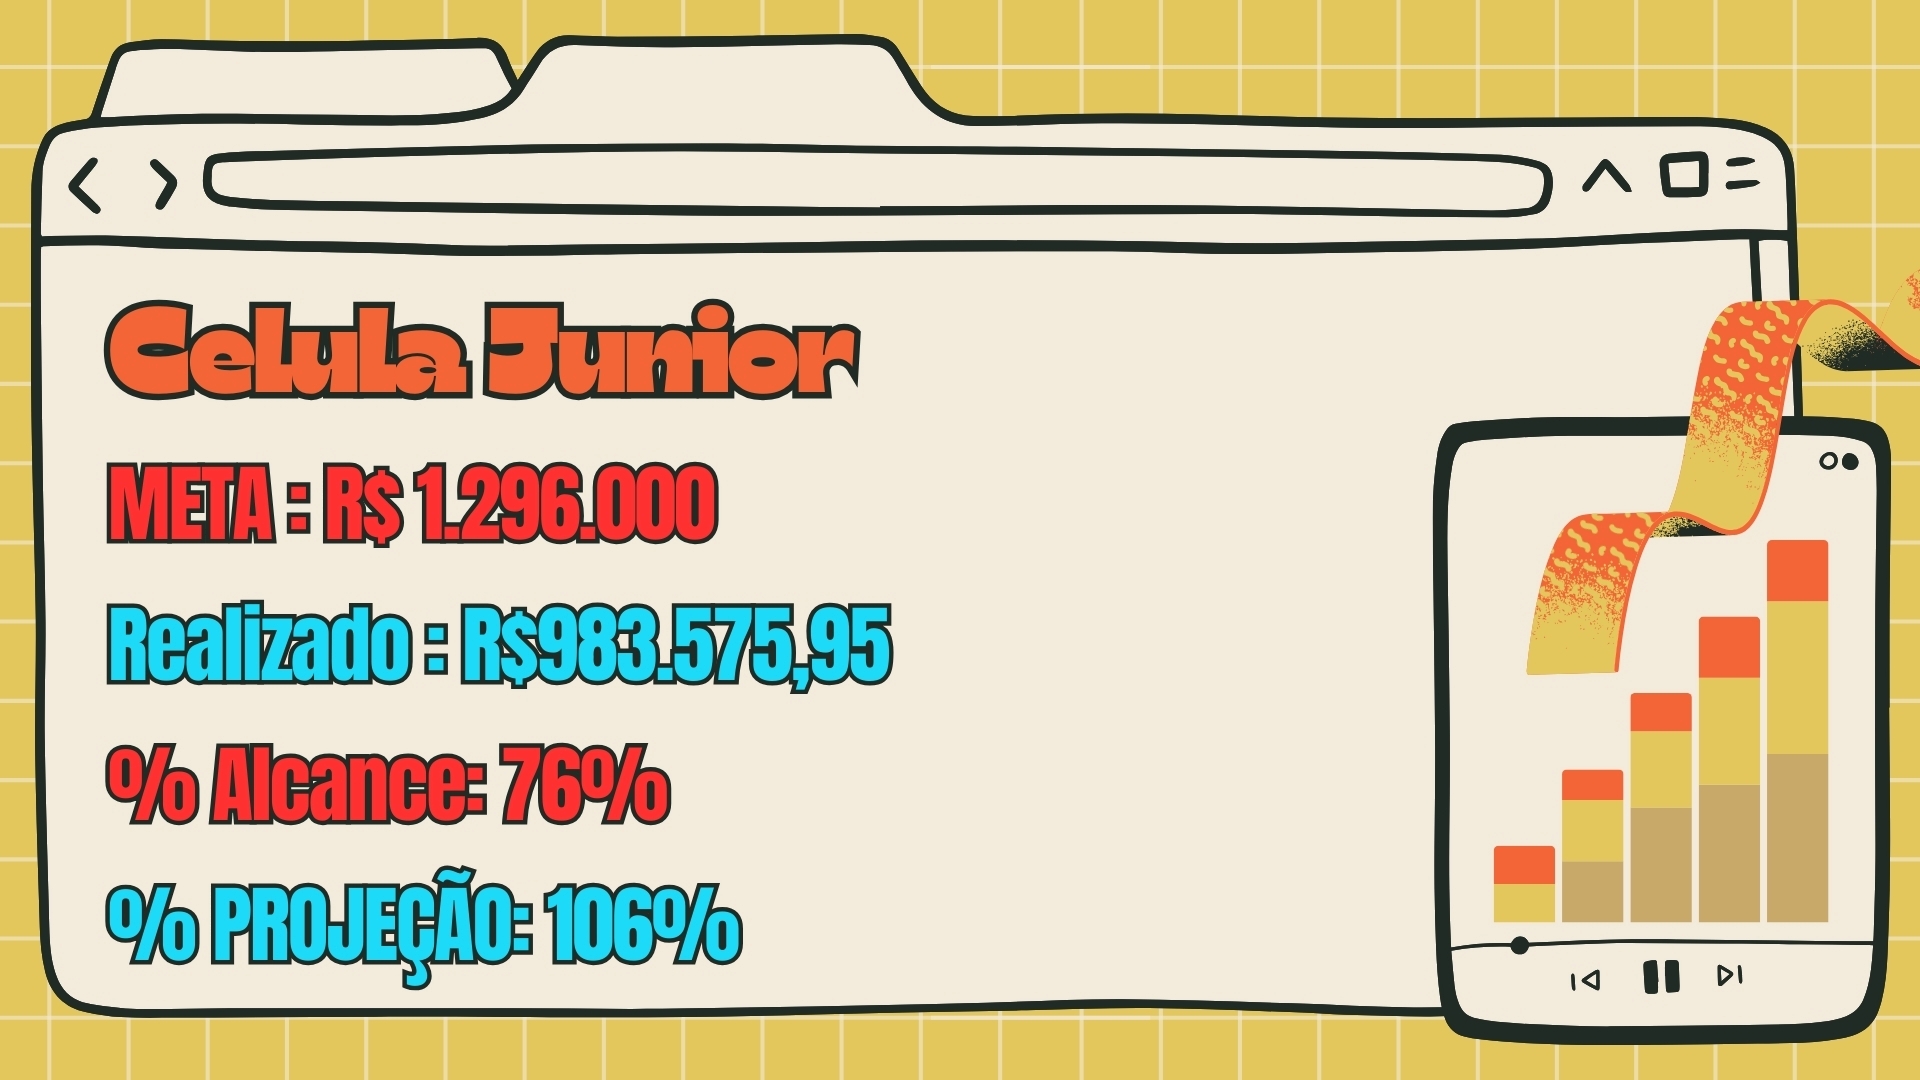 Celula Junior
META : R$ 1.296.000
Realizado : R$983.575,95
% Alcance: 76%
% PROJEÇÃO: 106%